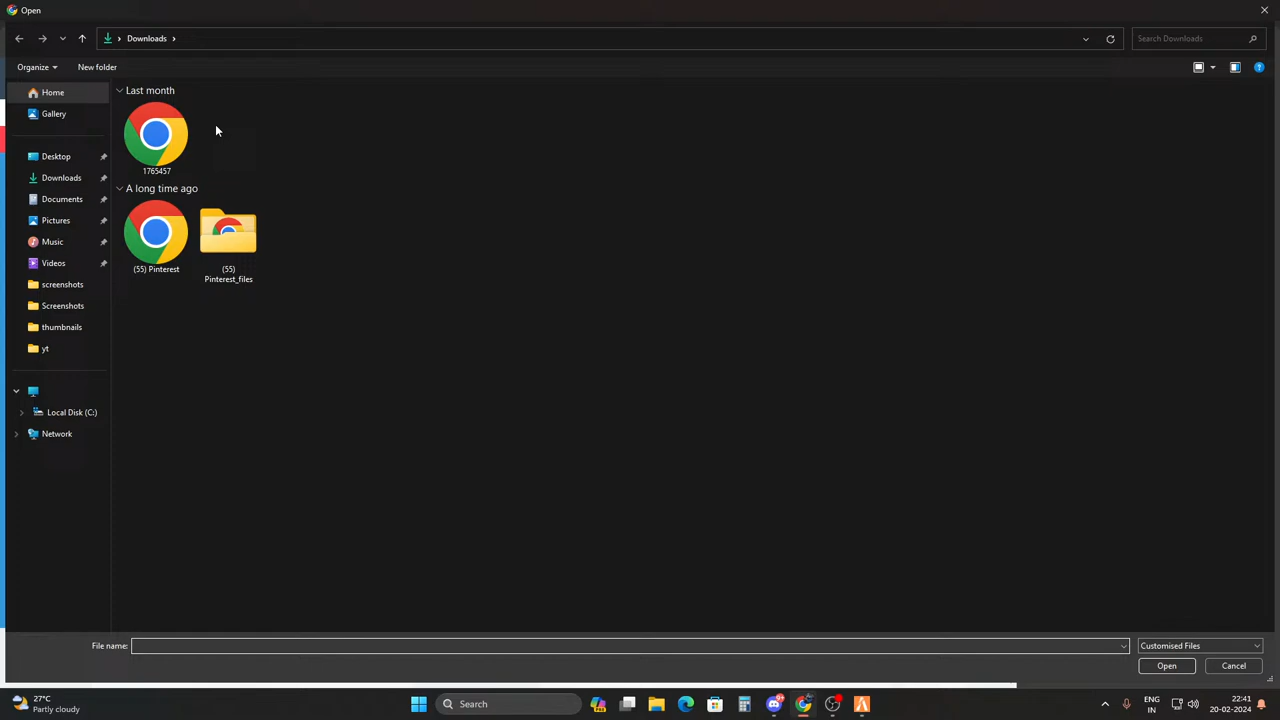 Open
Downloads
Search Downloads
Organize
New folder
Home
Gallery
Desktop
Downloads
Documents
Pictures
Music
Videos
screenshots
Screenshots
thumbnails
yt
Local Disk (C:)
Network
Last month
1765457
A long time ago
(55) Pinterest
(55)
Pinterest_files
File name:
Customised Files
Open
Cancel
27°C
Partly cloudy
Search
ENG
IN
22:41
20-02-2024